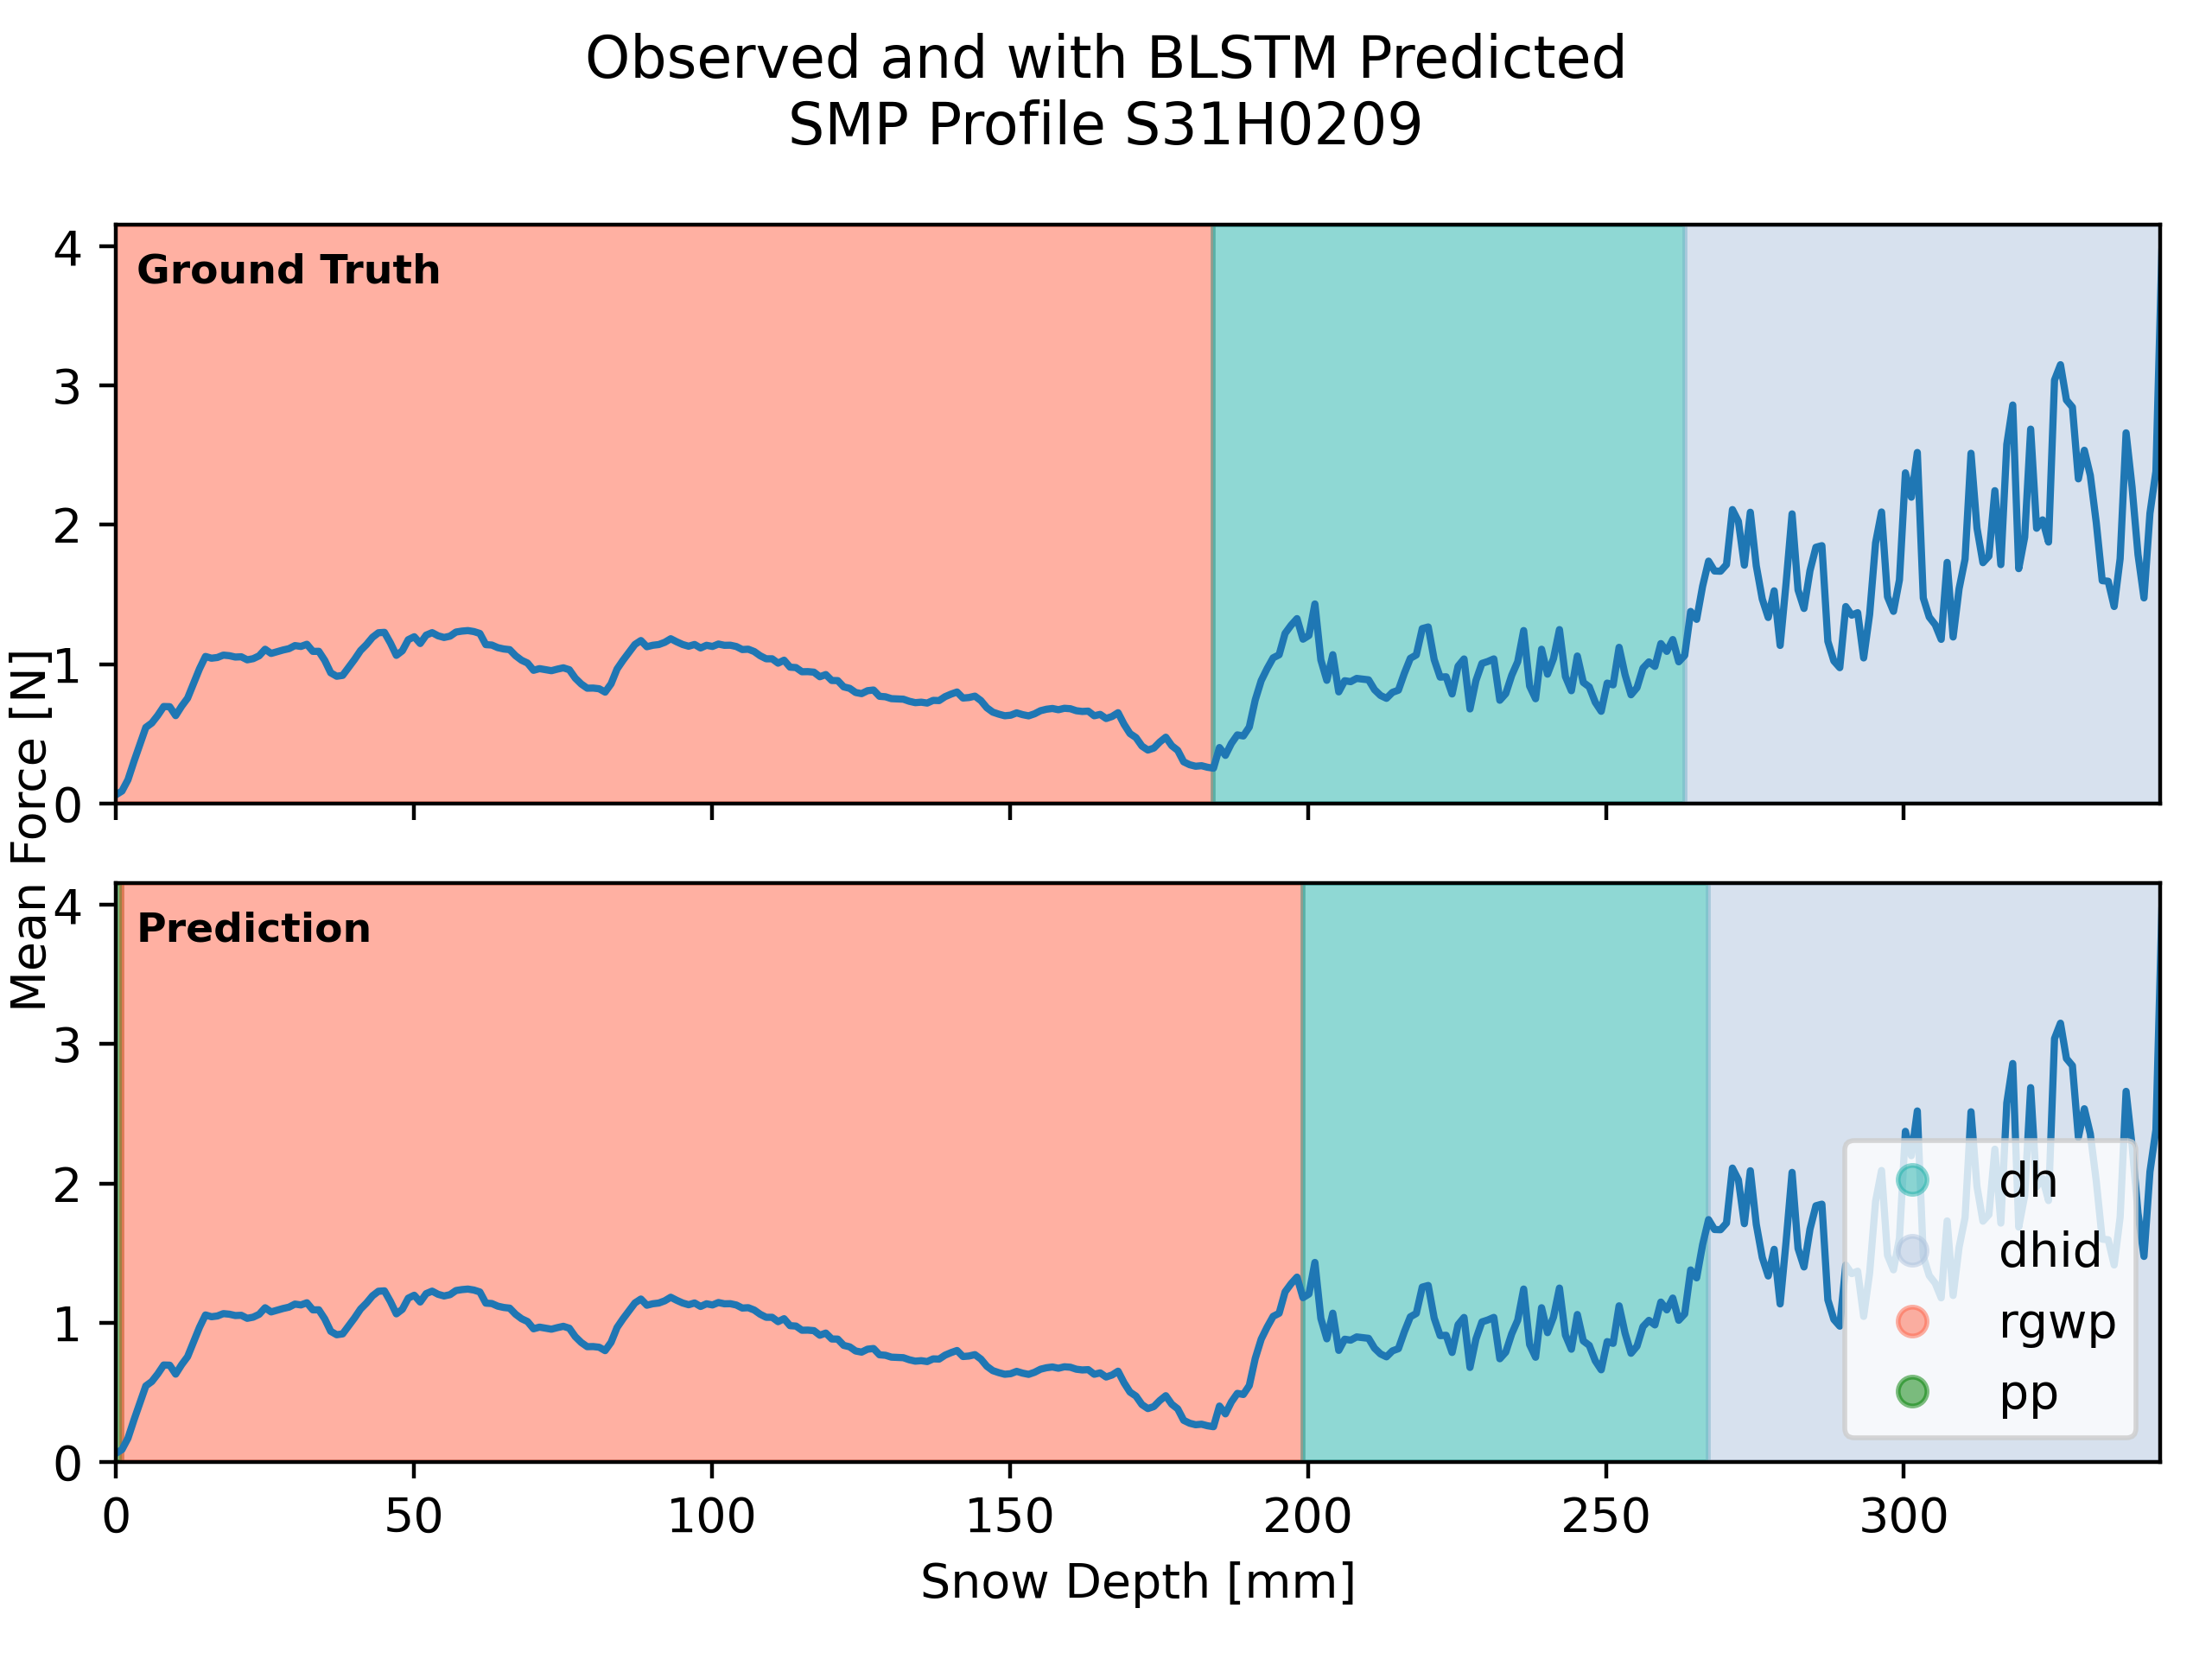 Observed and with BLSTM Predicted
SMP Profile S31H0209
Mean Force [N]
4
3
2
1
0
Ground Truth
4
3
2
1
0
Prediction
dh
dhid
rgwp
pp
0 50 100 150 200 250 300
Snow Depth [mm]